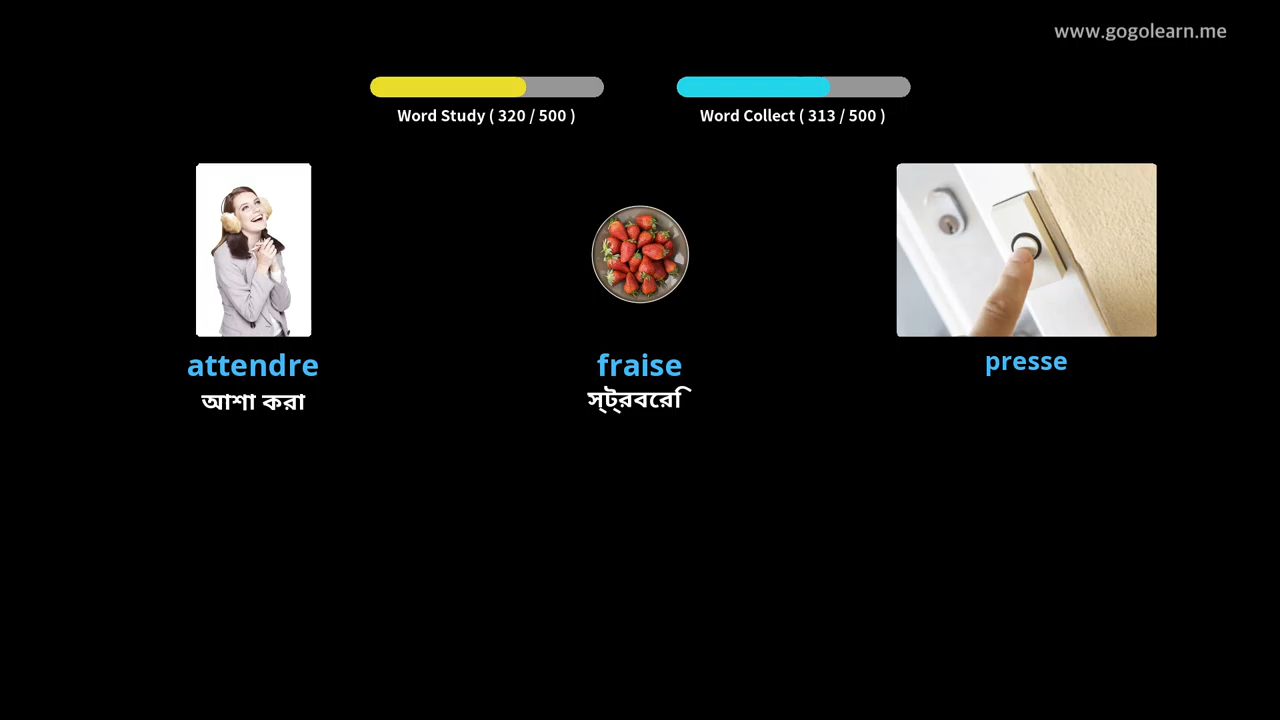 www.gogolearn.me
Word Study ( 320 / 500 )
Word Collect ( 313 / 500 )
attendre
আশা করা
fraise
স্ট্রবেরি
presse